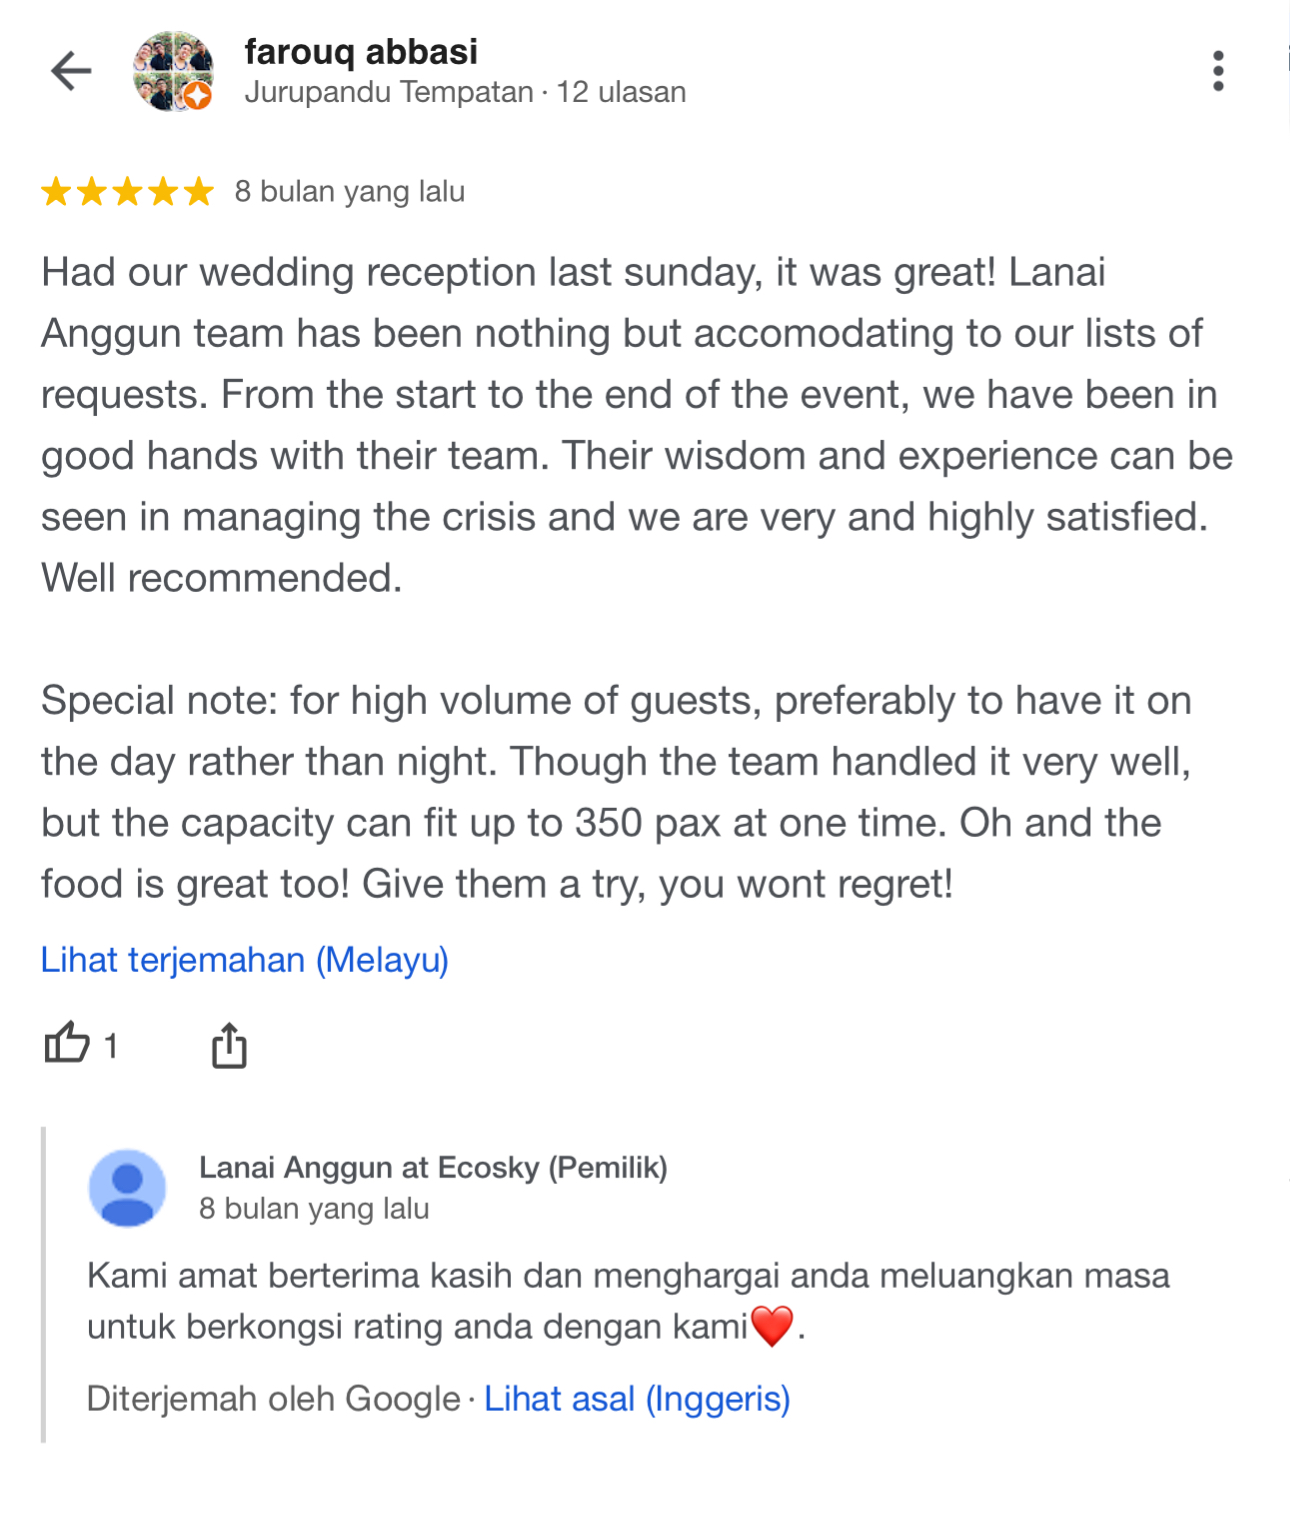 farouq abbasi
Jurupandu Tempatan · 12 ulasan
8 bulan yang lalu
Had our wedding reception last sunday, it was great! Lanai
Anggun team has been nothing but accomodating to our lists of
requests. From the start to the end of the event, we have been in
good hands with their team. Their wisdom and experience can be
seen in managing the crisis and we are very and highly satisfied.
Well recommended.
Special note: for high volume of guests, preferably to have it on
the day rather than night. Though the team handled it very well,
but the capacity can fit up to 350 pax at one time. Oh and the
food is great too! Give them a try, you wont regret!
Lihat terjemahan (Melayu)
1
Lanai Anggun at Ecosky (Pemilik)
8 bulan yang lalu
Kami amat berterima kasih dan menghargai anda meluangkan masa
untuk berkongsi rating anda dengan kami❤️.
Diterjemah oleh Google · Lihat asal (Inggeris)